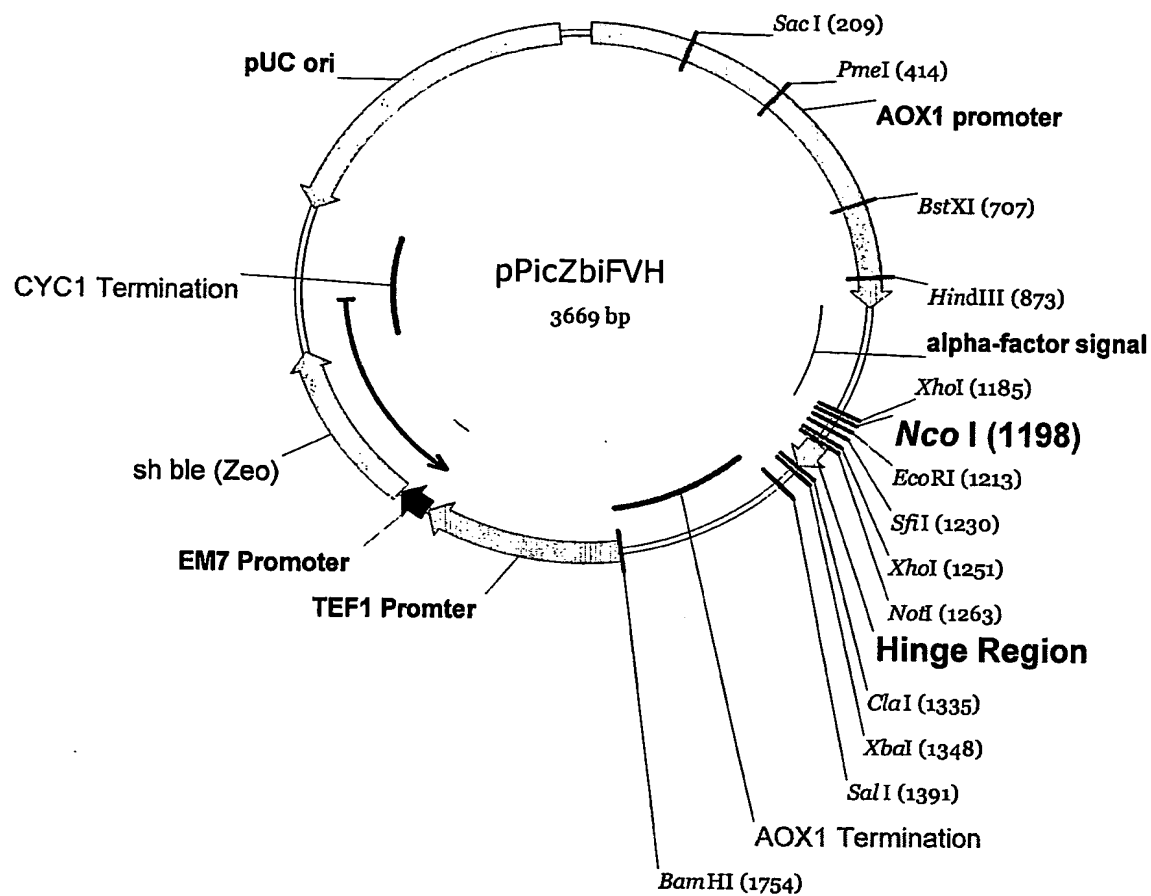 SacI (209)
pUC ori
PmeI (414)
AOX1 promoter
BstXI (707)
pPicZbiFVH
3669 bp
CYC1 Termination
HindIII (873)
alpha-factor signal
XhoI (1185)
Nco I (1198)
sh ble (Zeo)
EcoRI (1213)
SfiI (1230)
EM7 Promoter
XhoI (1251)
TEF1 Promter
NotI (1263)
Hinge Region
ClaI (1335)
XbaI (1348)
SalI (1391)
AOX1 Termination
BamHI (1754)